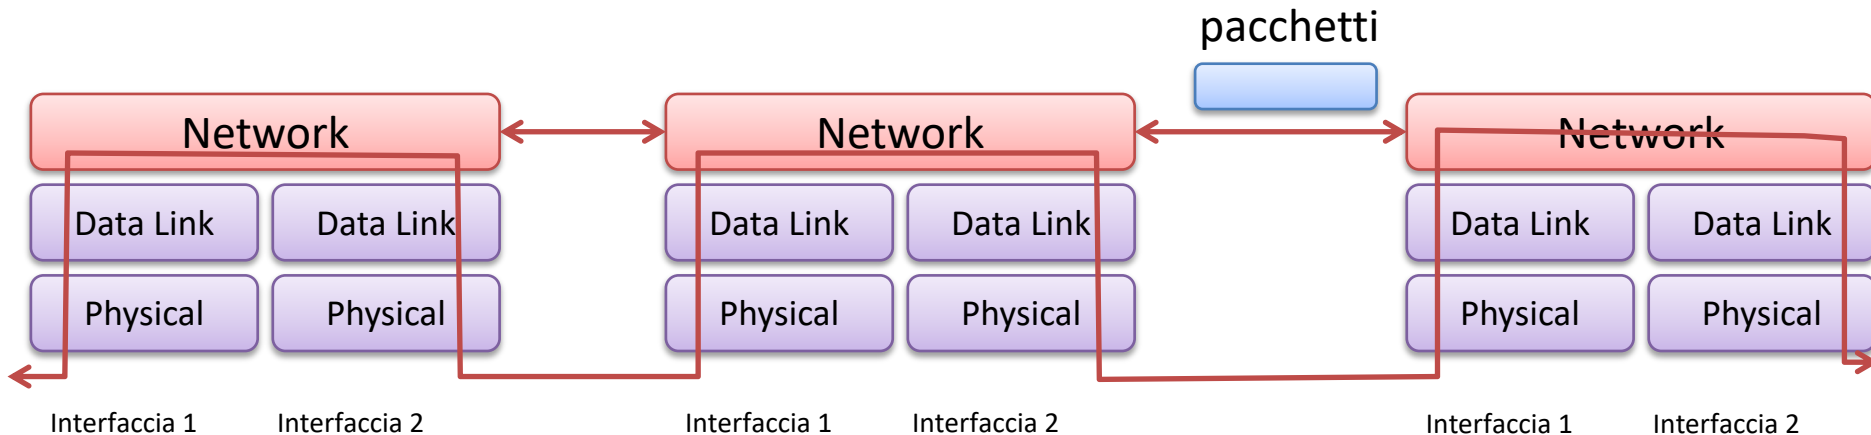 pacchetti
Network
Network
Network
Data Link
Data Link
Data Link
Data Link
Data Link
Data Link
Physical
Physical
Physical
Physical
Physical
Physical
Interfaccia 1
Interfaccia 2
Interfaccia 1
Interfaccia 2
Interfaccia 1
Interfaccia 2